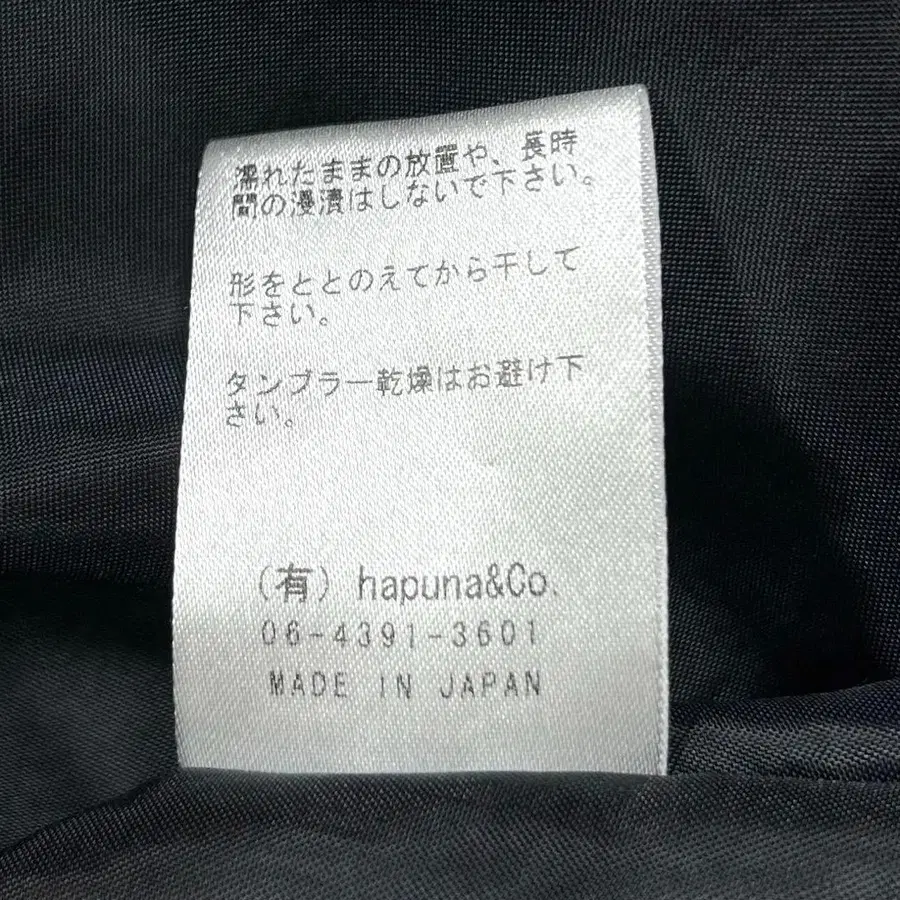 濡れたままの放置や、長時
間の浸漬はしないで下さい。
形をととのえてから干して
下さい。
タンブラー乾燥はお避け下
さい。
(有) hapuna&Co.
06-4391-3601
MADE IN JAPAN